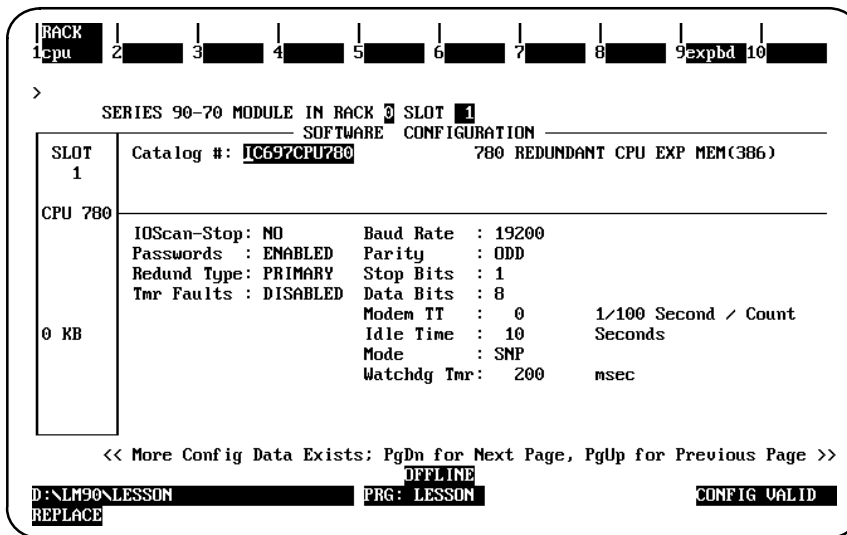 RACK
1cpu 2 3 4 5 6 7 8 9expbd 10
>
SERIES 90-70 MODULE IN RACK 0 SLOT 1
SOFTWARE CONFIGURATION
SLOT Catalog #: IC697CPU780 780 REDUNDANT CPU EXP MEM(386)
1
CPU 780
IOScan-Stop: NO Baud Rate : 19200
Passwords : ENABLED Parity : ODD
Redund Type: PRIMARY Stop Bits : 1
Tmr Faults : DISABLED Data Bits : 8
Modem TT : 0 1/100 Second / Count
0 KB Idle Time : 10 Seconds
Mode : SNP
Watchdg Tmr: 200 msec
<< More Config Data Exists; PgDn for Next Page, PgUp for Previous Page >>
OFFLINE
D:\LM90\LESSON PRG: LESSON CONFIG VALID
REPLACE